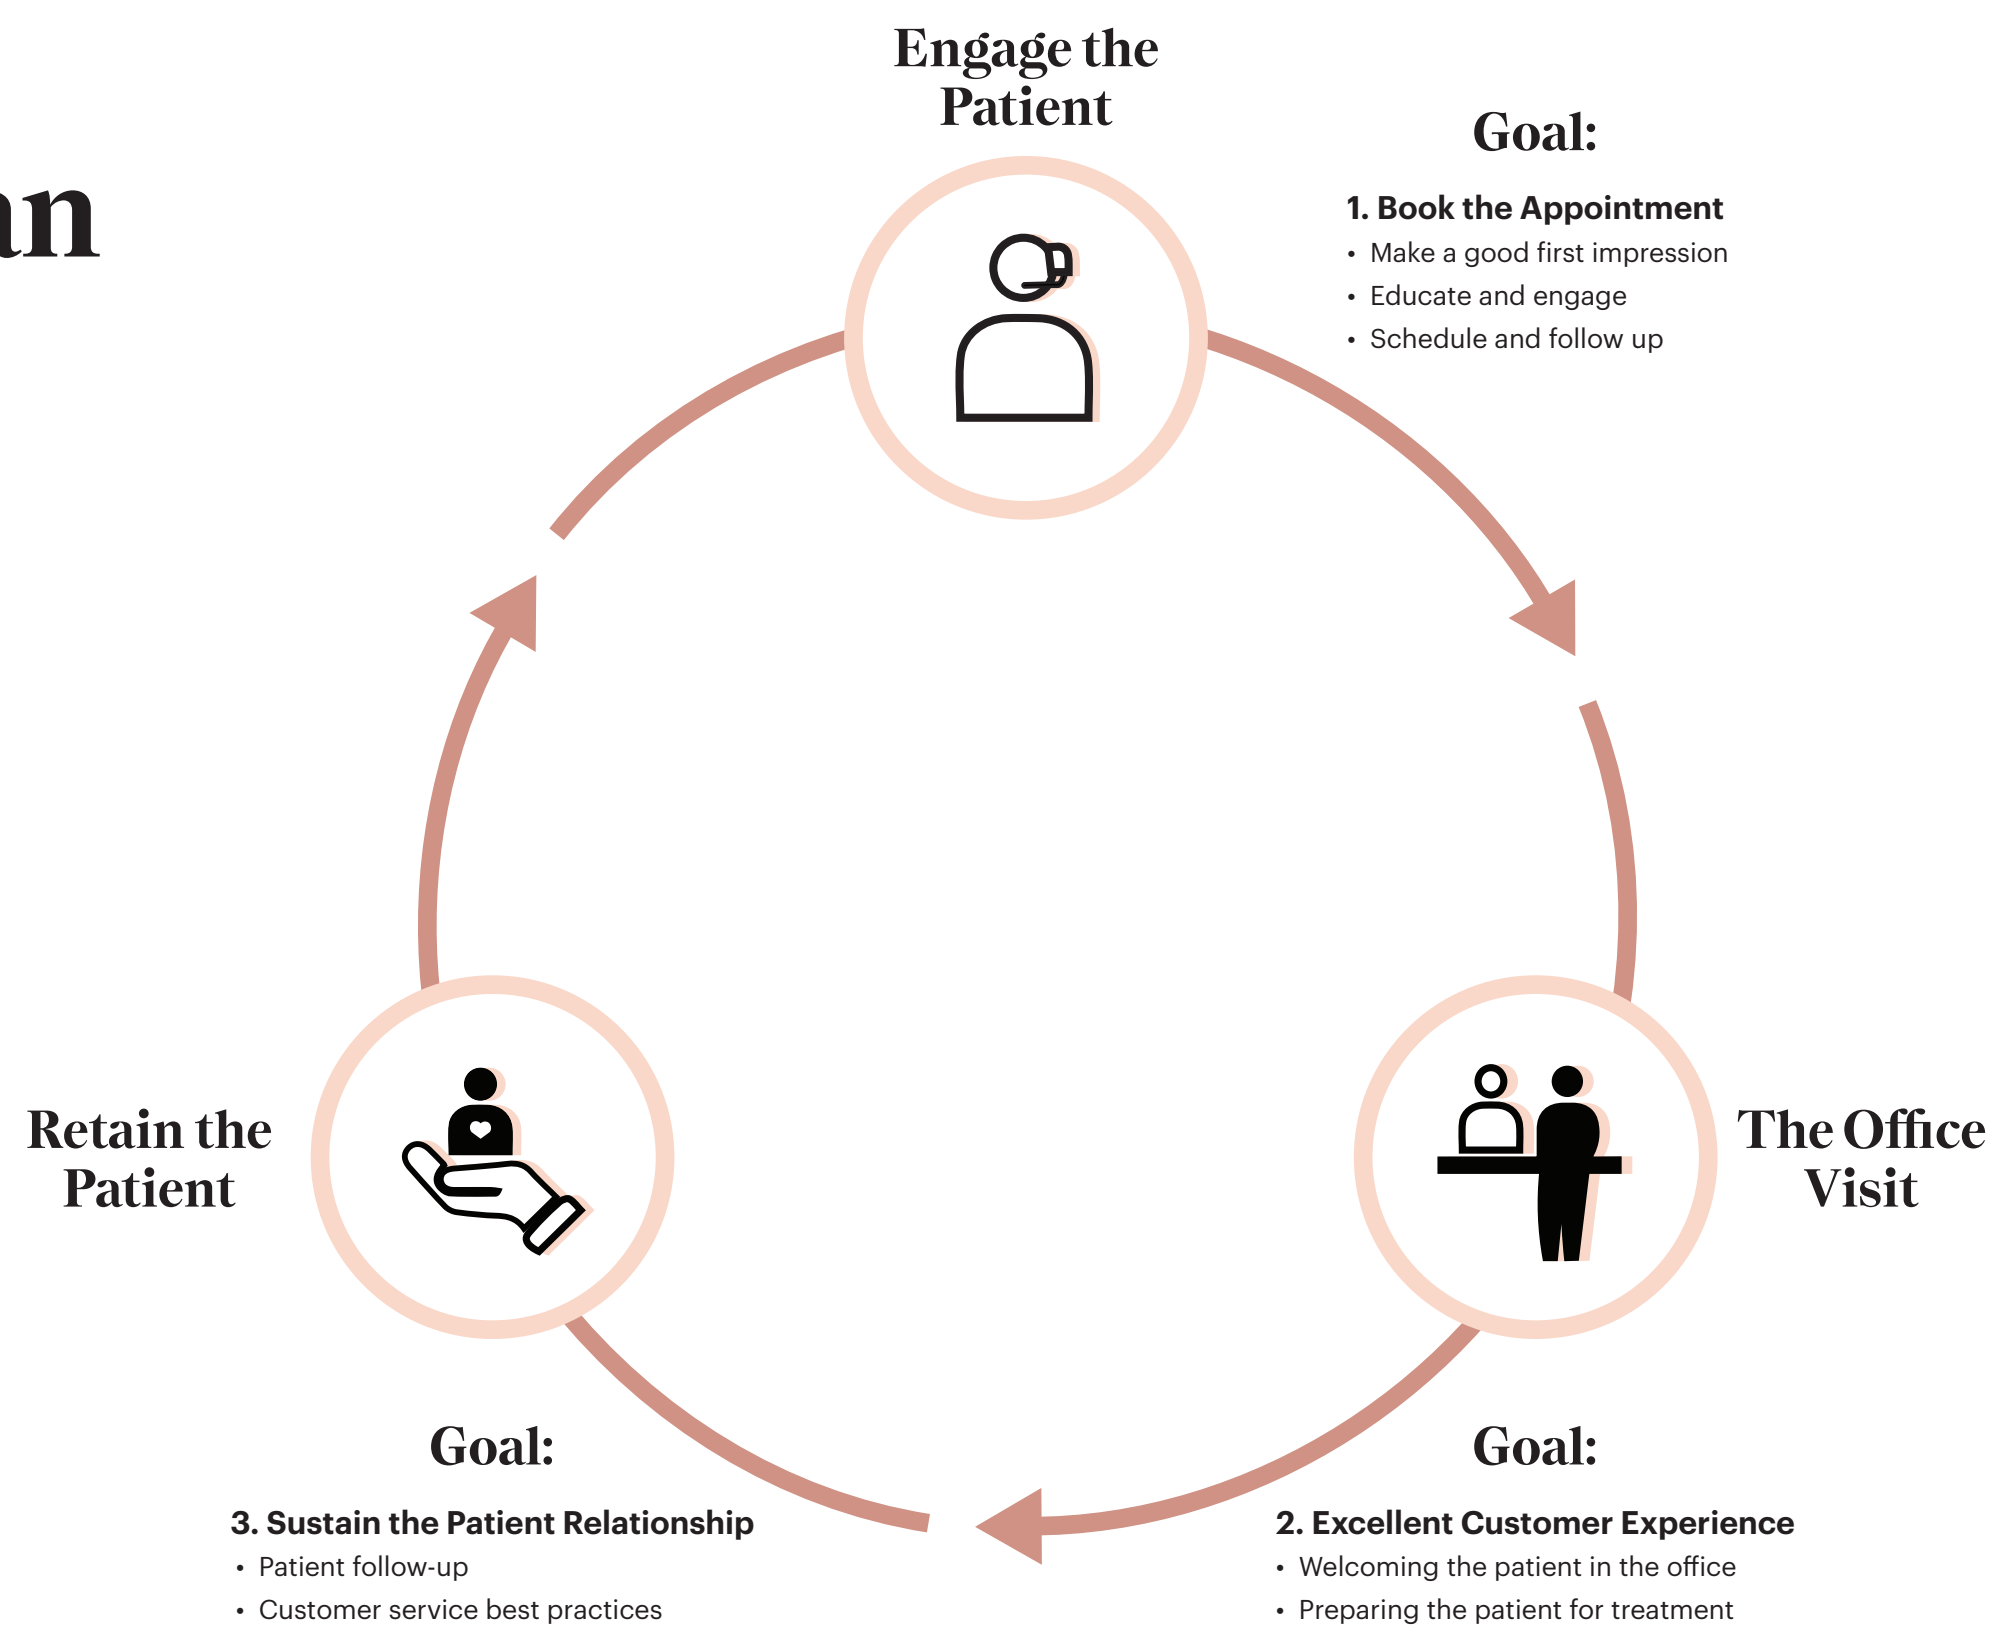 Engage the
Patient
Goal:
1. Book the Appointment
• Make a good first impression
• Educate and engage
• Schedule and follow up
The Office
Visit
Goal:
2. Excellent Customer Experience
• Welcoming the patient in the office
• Preparing the patient for treatment
Retain the
Patient
Goal:
3. Sustain the Patient Relationship
• Patient follow-up
• Customer service best practices